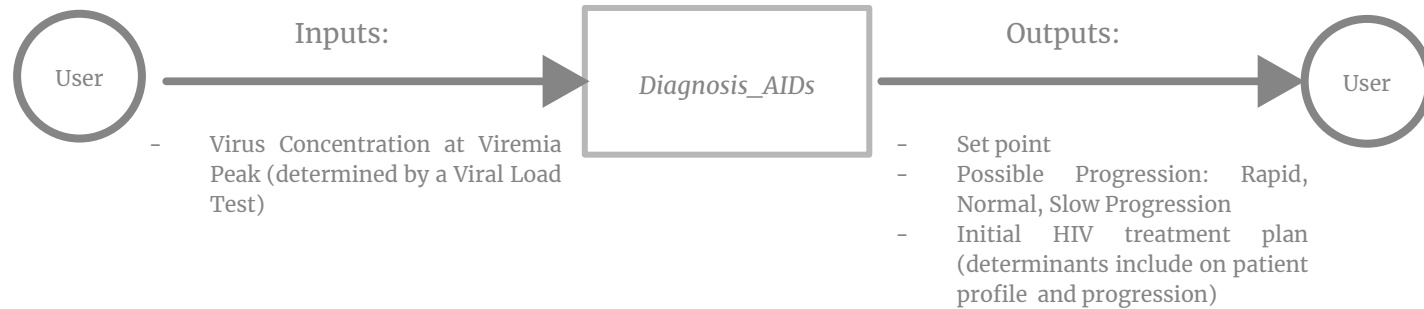 Inputs:
Outputs:
User
Diagnosis_AIDs
User
- Virus Concentration at Viremia
Peak (determined by a Viral Load
Test)
- Set point
- Possible Progression: Rapid,
Normal, Slow Progression
- Initial HIV treatment plan
(determinants include on patient
profile and progression)